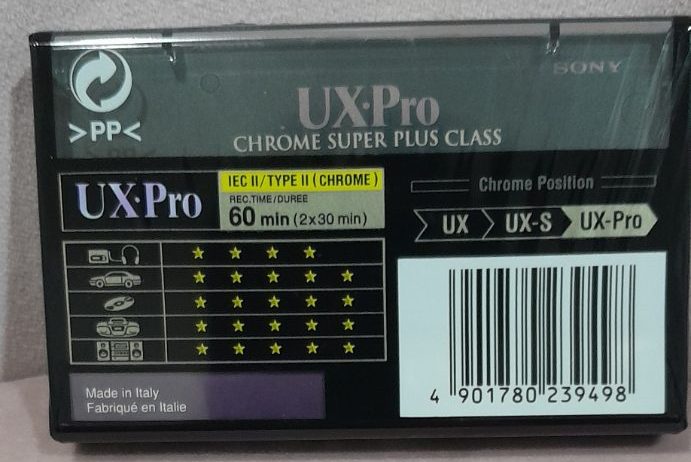 SONY
>PP<
UX·Pro
CHROME SUPER PLUS CLASS
UX·Pro
IEC II/TYPE II (CHROME)
REC.TIME/DUREE
60 min (2x30 min)
Chrome Position
UX UX-S UX-Pro
Made in Italy
Fabriqué en Italie
4 901780 239498